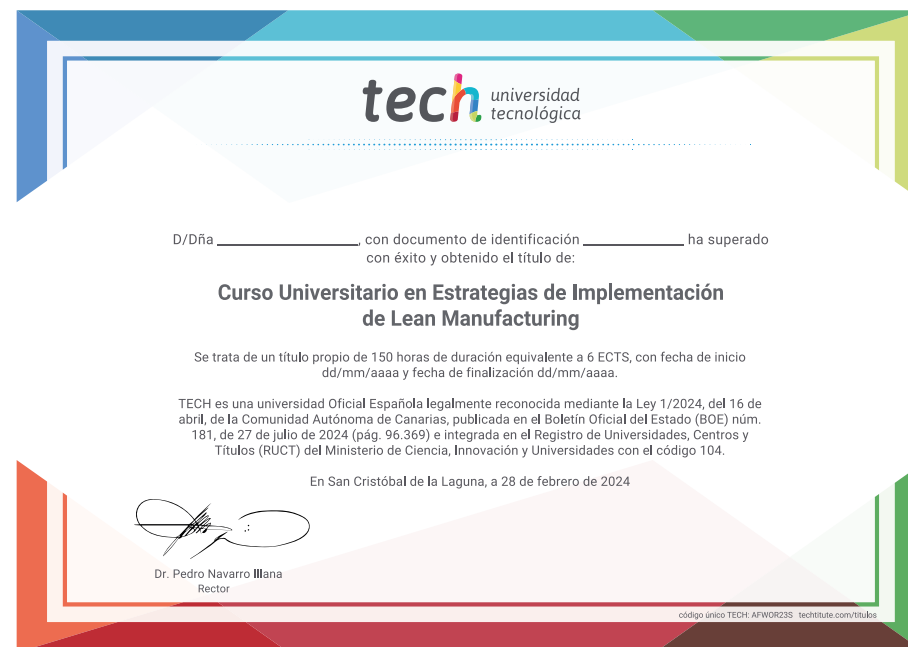 tech universidad
tecnológica
D/Dña ____________________, con documento de identificación ______________ ha superado
con éxito y obtenido el título de:
Curso Universitario en Estrategias de Implementación
de Lean Manufacturing
Se trata de un título propio de 150 horas de duración equivalente a 6 ECTS, con fecha de inicio
dd/mm/aaaa y fecha de finalización dd/mm/aaaa.
TECH es una universidad Oficial Española legalmente reconocida mediante la Ley 1/2024, del 16 de
abril, de la Comunidad Autónoma de Canarias, publicada en el Boletín Oficial del Estado (BOE) núm.
181, de 27 de julio de 2024 (pág. 96.369) e integrada en el Registro de Universidades, Centros y
Títulos (RUCT) del Ministerio de Ciencia, Innovación y Universidades con el código 104.
En San Cristóbal de la Laguna, a 28 de febrero de 2024
Dr. Pedro Navarro Illana
Rector
código único TECH: AFWOR23S techtitute.com/titulos